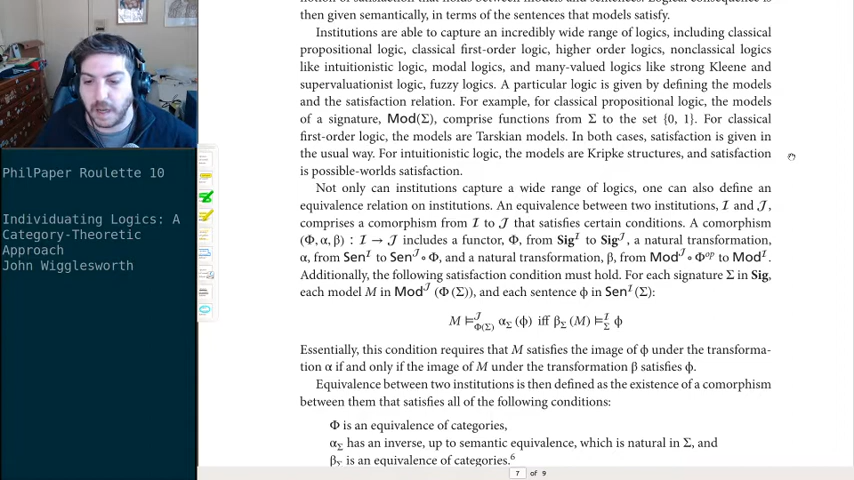 PhilPaper Roulette 10
Individuating Logics: A
Category-Theoretic
Approach
John Wigglesworth
then given semantically, in terms of the sentences that models satisfy.
Institutions are able to capture an incredibly wide range of logics, including classical
propositional logic, classical first-order logic, higher order logics, nonclassical logics
like intuitionistic logic, modal logics, and many-valued logics like strong Kleene and
supervaluationist logic, fuzzy logics. A particular logic is given by defining the models
and the satisfaction relation. For example, for classical propositional logic, the models
of a signature, Mod(Σ), comprise functions from Σ to the set {0, 1}. For classical
first-order logic, the models are Tarskian models. In both cases, satisfaction is given in
the usual way. For intuitionistic logic, the models are Kripke structures, and satisfaction
is possible-worlds satisfaction.
Not only can institutions capture a wide range of logics, one can also define an
equivalence relation on institutions. An equivalence between two institutions, 𝓘 and 𝓙,
comprises a comorphism from 𝓘 to 𝓙 that satisfies certain conditions. A comorphism
(Φ, α, β) : 𝓘 → 𝓙 includes a functor, Φ, from Sig^𝓘 to Sig^𝓙, a natural transformation,
α, from Sen^𝓘 to Sen^𝓙 ∘ Φ, and a natural transformation, β, from Mod^𝓙 ∘ Φ^op to Mod^𝓘.
Additionally, the following satisfaction condition must hold. For each signature Σ in Sig,
each model M in Mod^𝓙 (Φ(Σ)), and each sentence ϕ in Sen^𝓘(Σ):
M ⊨^𝓙_Φ(Σ) α_Σ (ϕ) iff β_Σ (M) ⊨^𝓘_Σ ϕ
Essentially, this condition requires that M satisfies the image of ϕ under the transforma-
tion α if and only if the image of M under the transformation β satisfies ϕ.
Equivalence between two institutions is then defined as the existence of a comorphism
between them that satisfies all of the following conditions:
Φ is an equivalence of categories,
α_Σ has an inverse, up to semantic equivalence, which is natural in Σ, and
β_Σ is an equivalence of categories.⁶
7 of 9